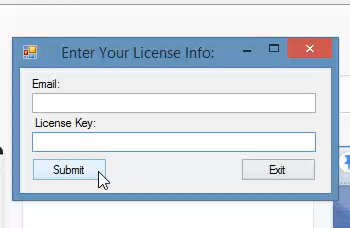 Enter Your License Info:
Email:
License Key:
Submit
Exit